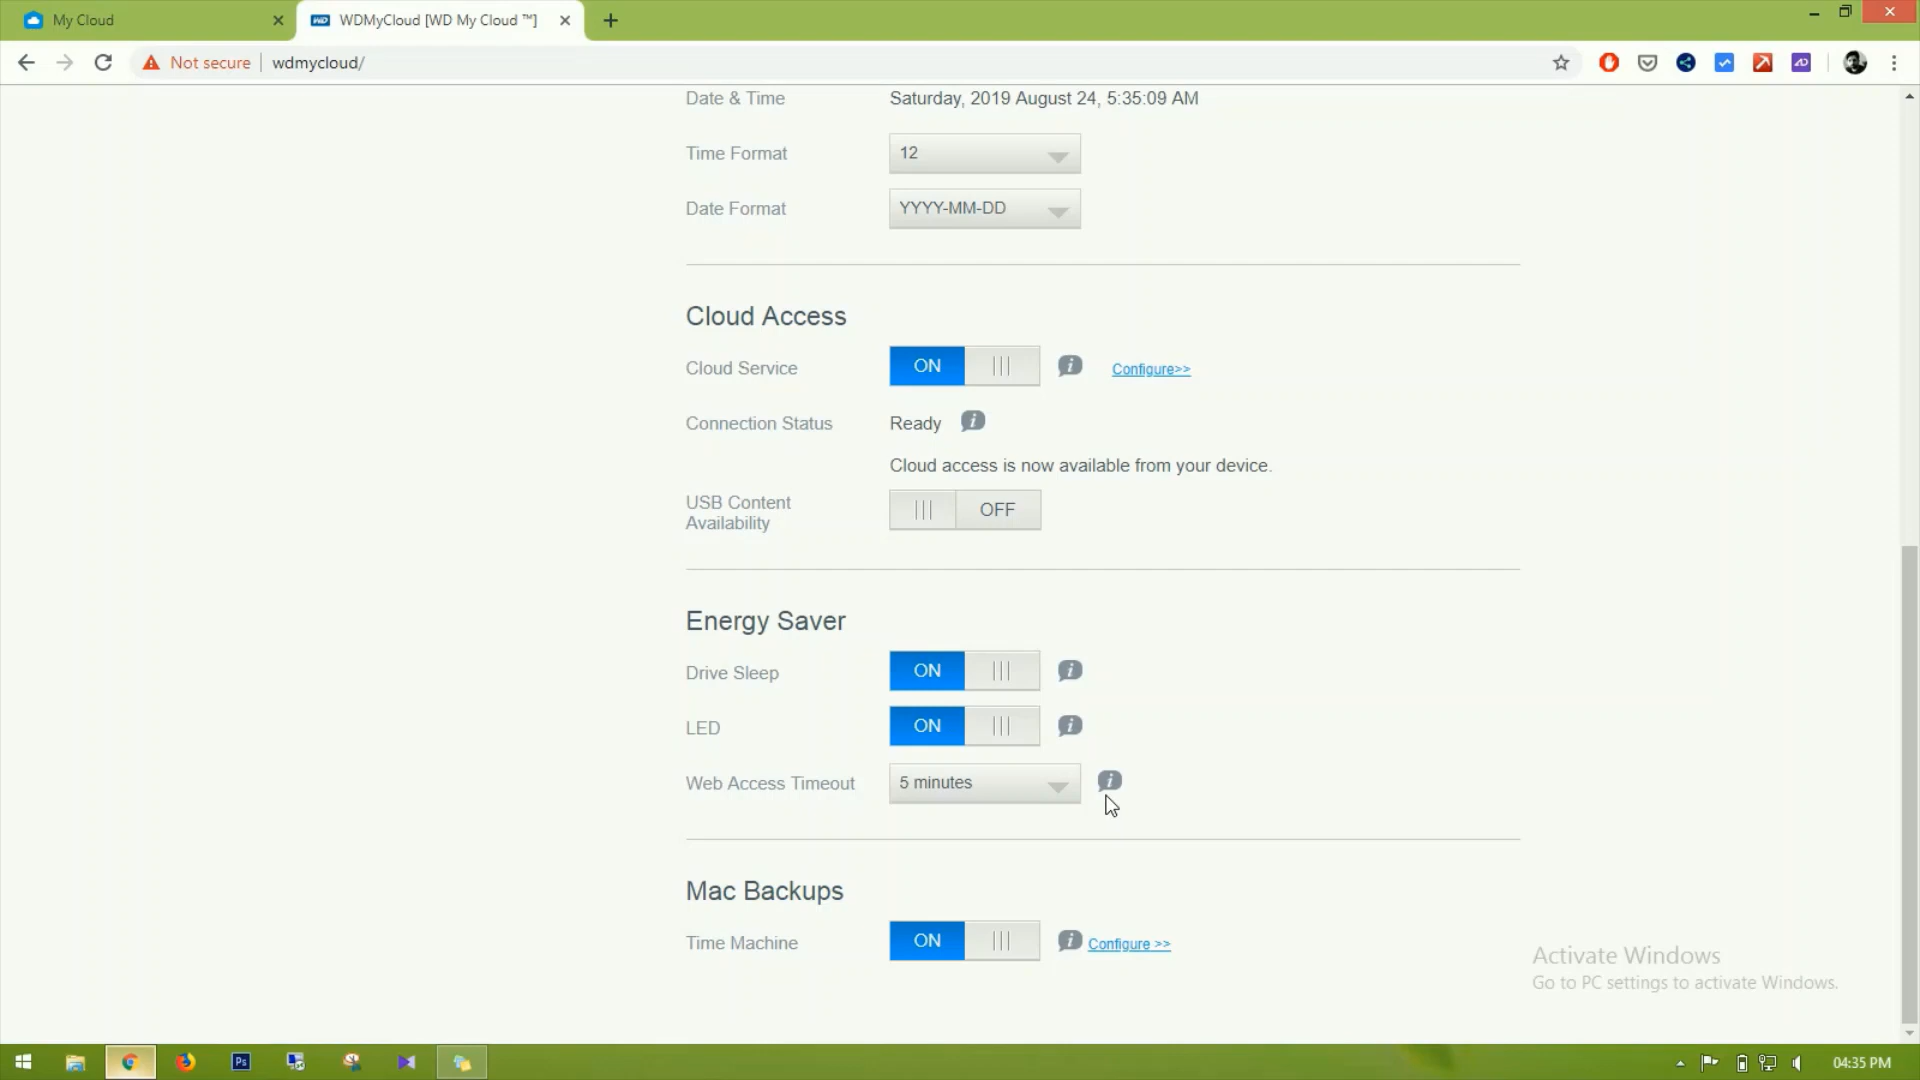 My Cloud
WDMyCloud [WD My Cloud ™]
Not secure
wdmycloud/
Date & Time
Saturday, 2019 August 24, 5:35:09 AM
Time Format
12
Date Format
YYYY-MM-DD
Cloud Access
Cloud Service
ON
Configure>>
Connection Status
Ready
Cloud access is now available from your device.
USB Content
Availability
OFF
Energy Saver
Drive Sleep
ON
LED
ON
Web Access Timeout
5 minutes
Mac Backups
Time Machine
ON
Configure >>
Activate Windows
Go to PC settings to activate Windows.
Ps
04:35 PM